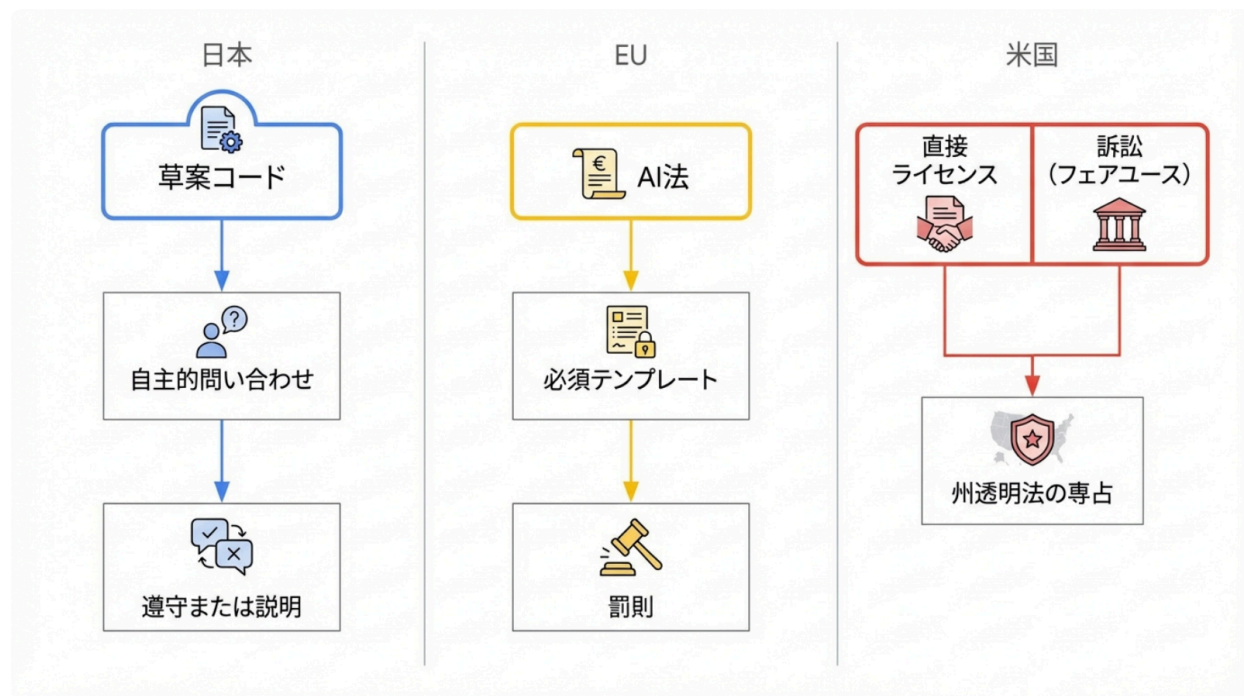 日本
草案コード
自主的問い合わせ
遵守または説明
EU
€
AI法
必須テンプレート
罰則
米国
直接
ライセンス
訴訟
（フェアユース）
州透明法の専占